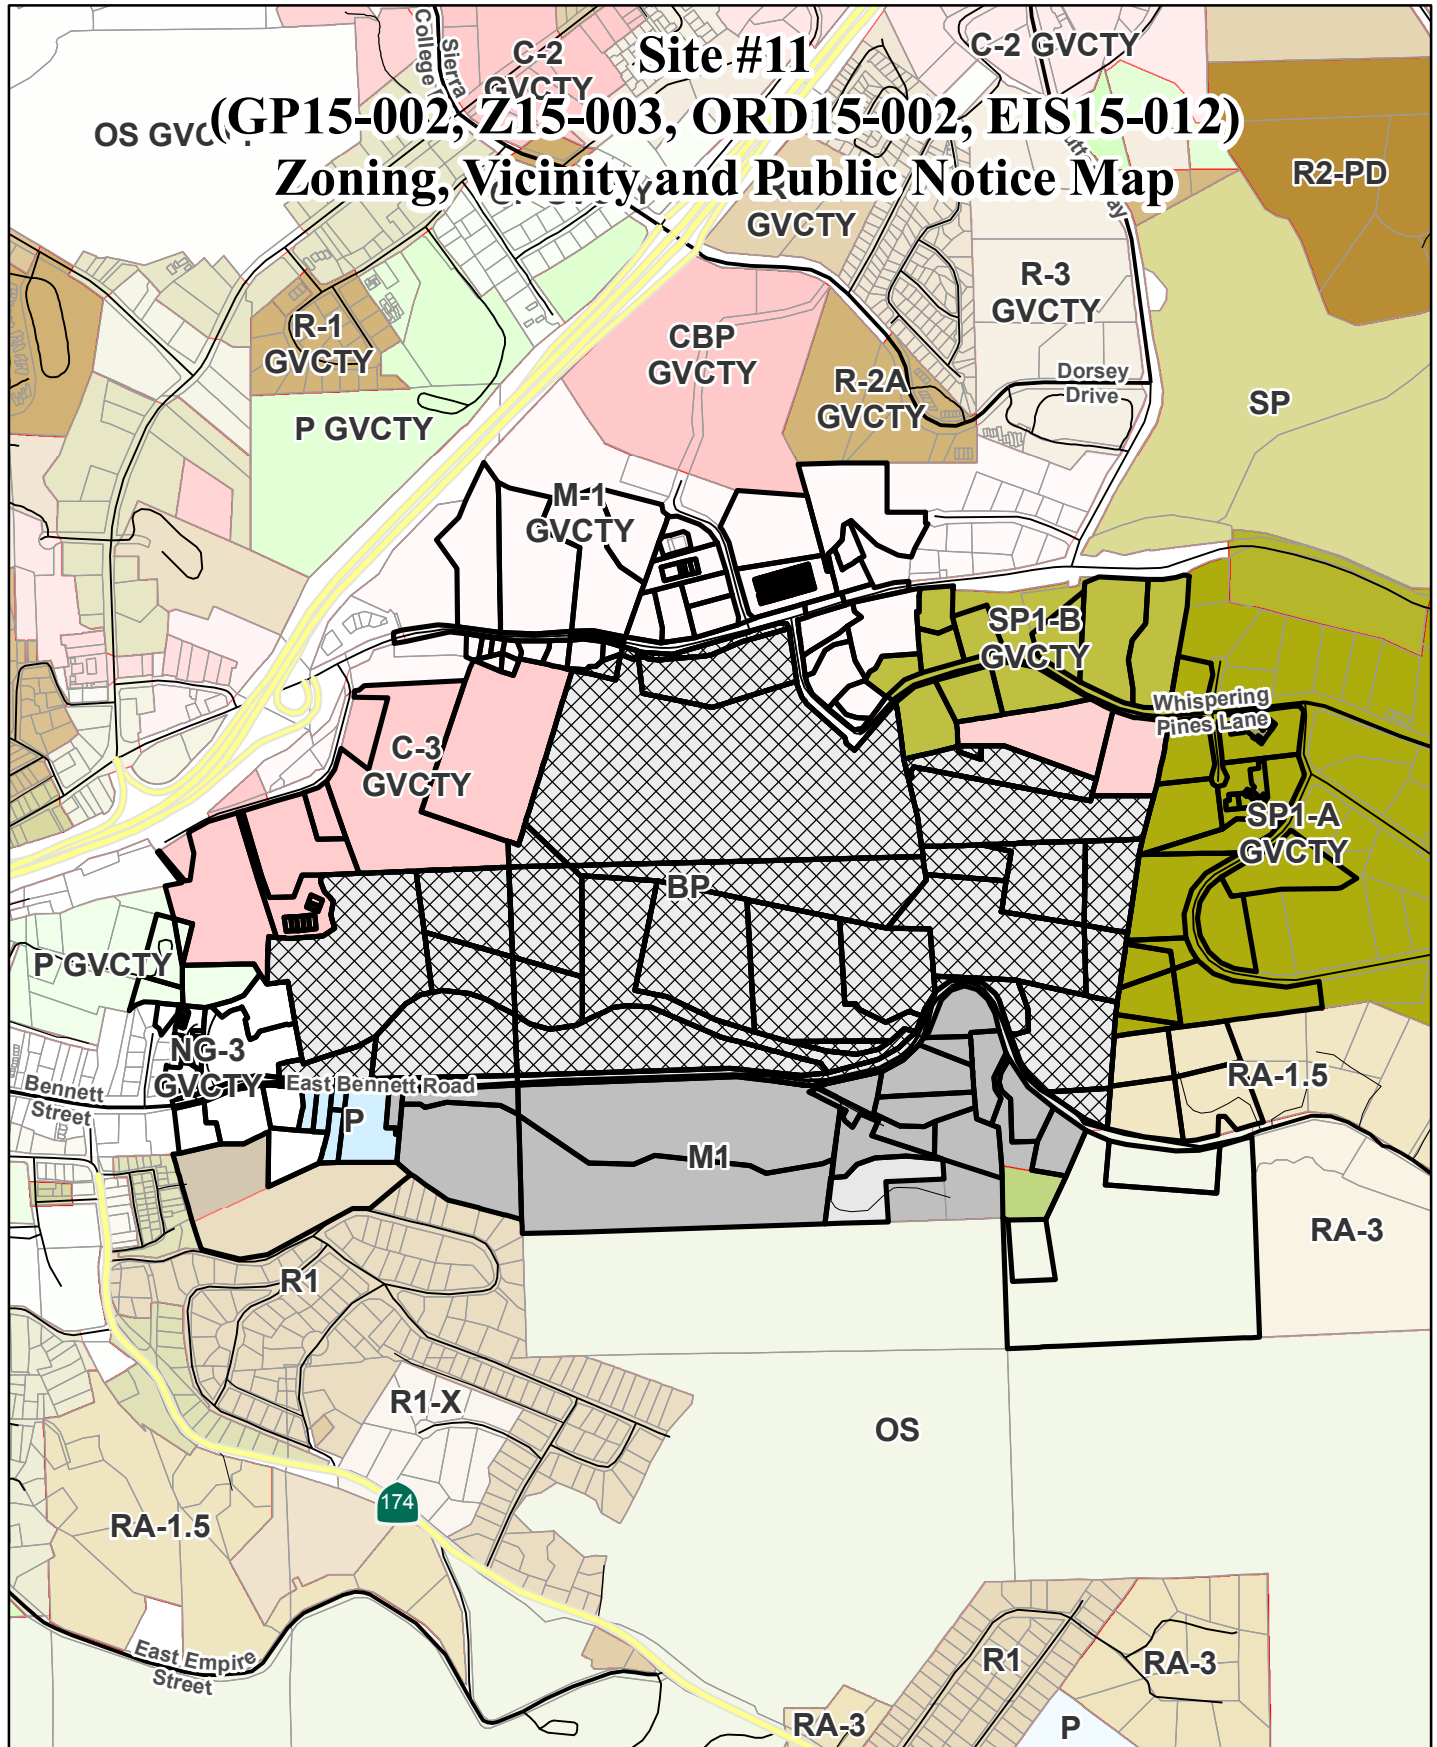 Site #11
(GP15-002, Z15-003, ORD15-002, EIS15-012)
Zoning, Vicinity and Public Notice Map
Sierra
College
C-2
GVCTY
C-2 GVCTY
OS
R2-PD
GVCTY
R-3
GVCTY
R-1
GVCTY
CBP
GVCTY
R-2A
GVCTY
Dorsey
Drive
SP
P GVCTY
M-1
GVCTY
SP1-B
GVCTY
Whispering
Pines Lane
C-3
GVCTY
SP1-A
GVCTY
BP
P GVCTY
NG-3
GVCTY
Bennett
Street
East Bennett Road
P
RA-1.5
M1
RA-3
R1
R1-X
OS
174
RA-1.5
East Empire
Street
R1
RA-3
RA-3
P